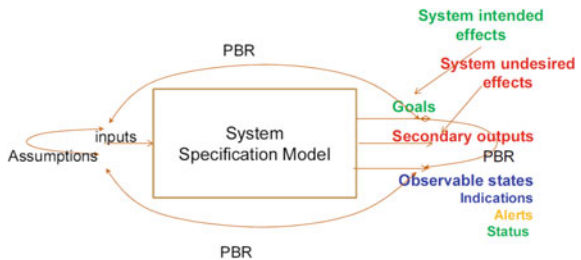 System intended
effects
PBR
System undesired
effects
Goals
inputs
System
Specification Model
Secondary outputs
Assumptions
PBR
Observable states
Indications
Alerts
Status
PBR